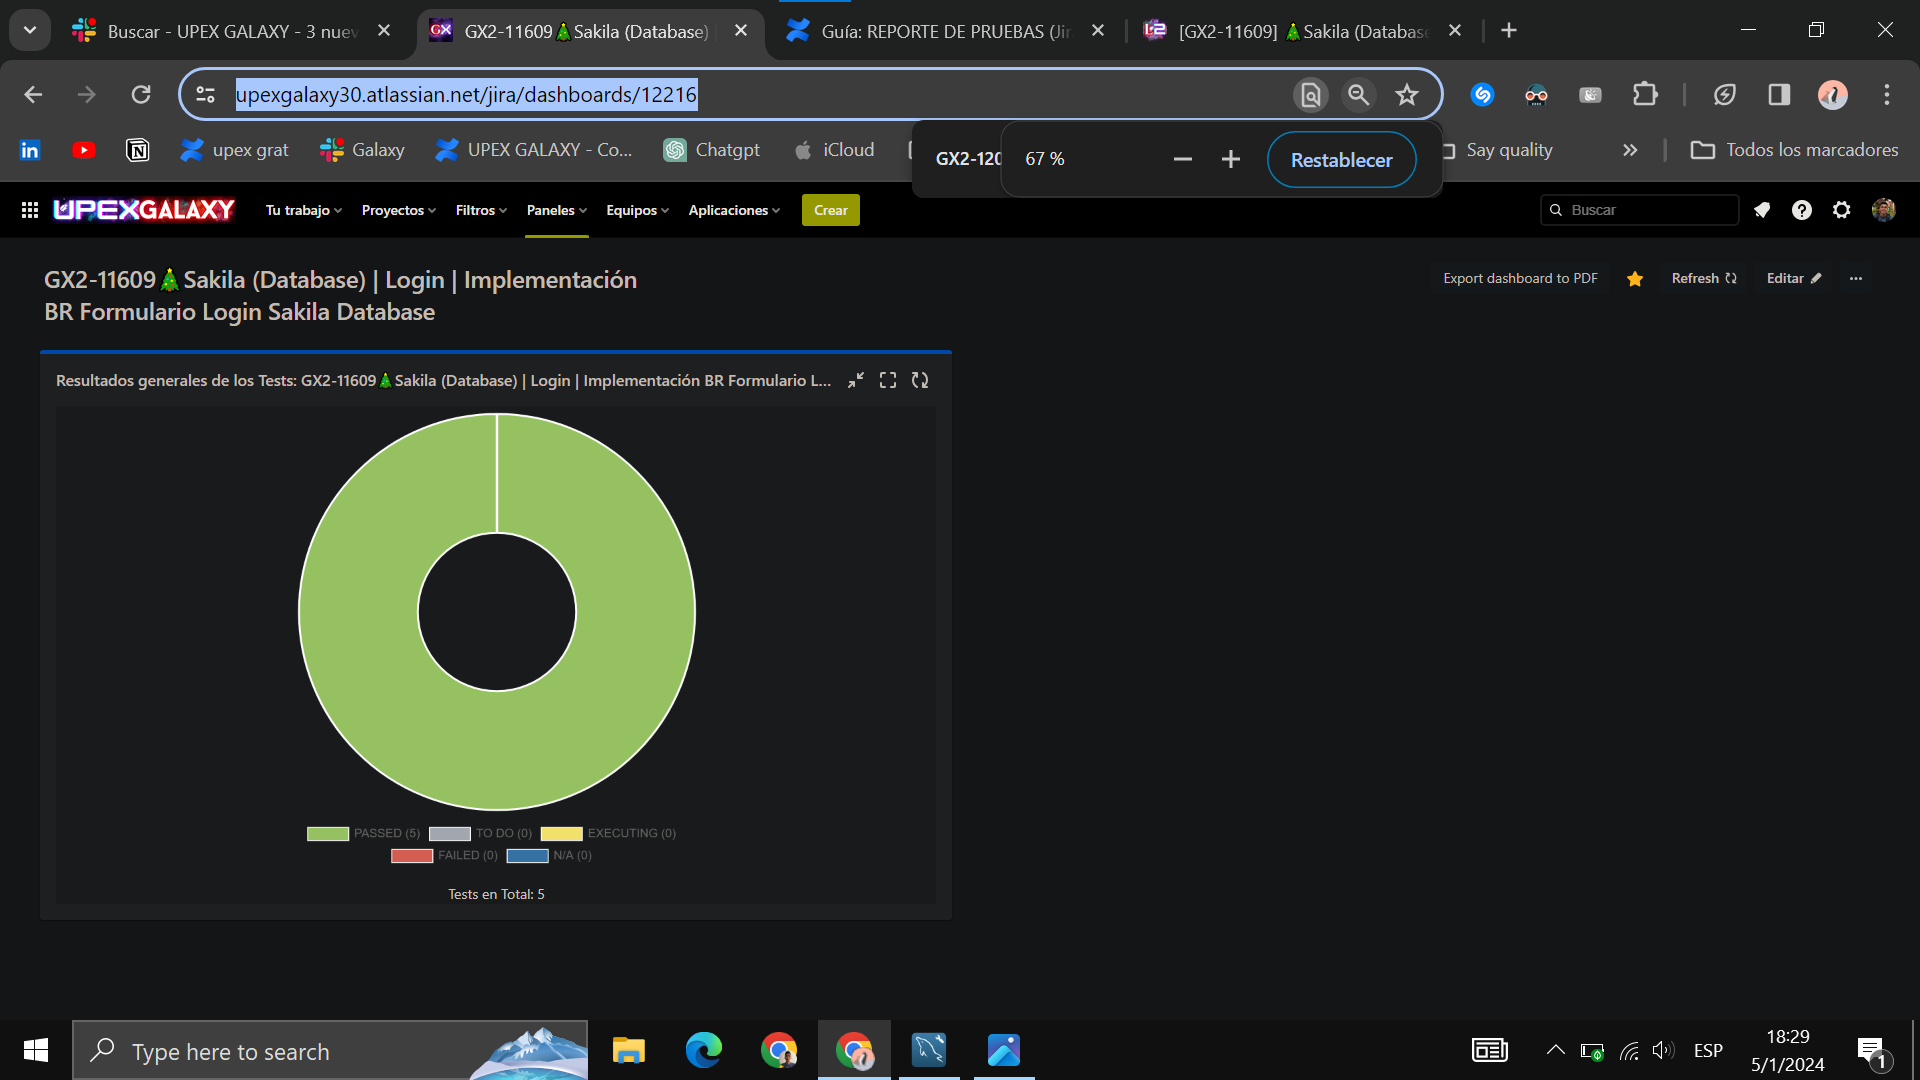 Buscar - UPEX GALAXY - 3 nuev
GX2-11609🎄Sakila (Database) |
Guía: REPORTE DE PRUEBAS (Jir
[GX2-11609] 🎄Sakila (Databas
upexgalaxy30.atlassian.net/jira/dashboards/12216
upex grat
Galaxy
UPEX GALAXY - Co...
Chatgpt
iCloud
GX2-120
67 %
Restablecer
Say quality
Todos los marcadores
UPEXGALAXY
Tu trabajo
Proyectos
Filtros
Paneles
Equipos
Aplicaciones
Crear
Buscar
GX2-11609🎄Sakila (Database) | Login | Implementación
BR Formulario Login Sakila Database
Export dashboard to PDF
Refresh
Editar
Resultados generales de los Tests: GX2-11609🎄Sakila (Database) | Login | Implementación BR Formulario L...
PASSED (5) TO DO (0) EXECUTING (0)
FAILED (0) N/A (0)
Tests en Total: 5
Type here to search
ESP
18:29
5/1/2024
1